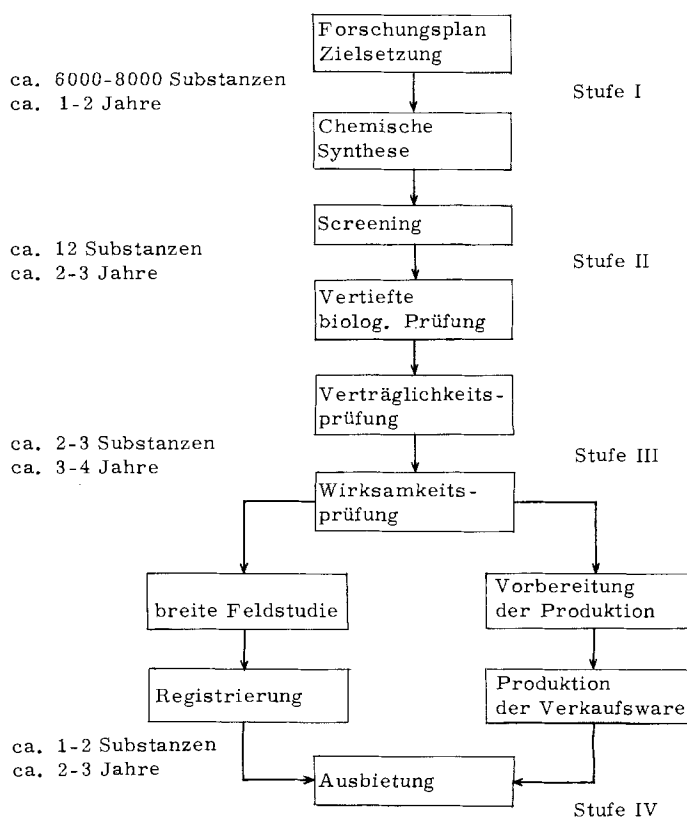 Forschungsplan
Zielsetzung
ca. 6000-8000 Substanzen
ca. 1-2 Jahre
Stufe I
Chemische
Synthese
Screening
ca. 12 Substanzen
ca. 2-3 Jahre
Stufe II
Vertiefte
biolog. Prüfung
Verträglichkeits-
prüfung
ca. 2-3 Substanzen
ca. 3-4 Jahre
Stufe III
Wirksamkeits-
prüfung
breite Feldstudie
Vorbereitung
der Produktion
Registrierung
Produktion
der Verkaufsware
ca. 1-2 Substanzen
ca. 2-3 Jahre
Ausbietung
Stufe IV